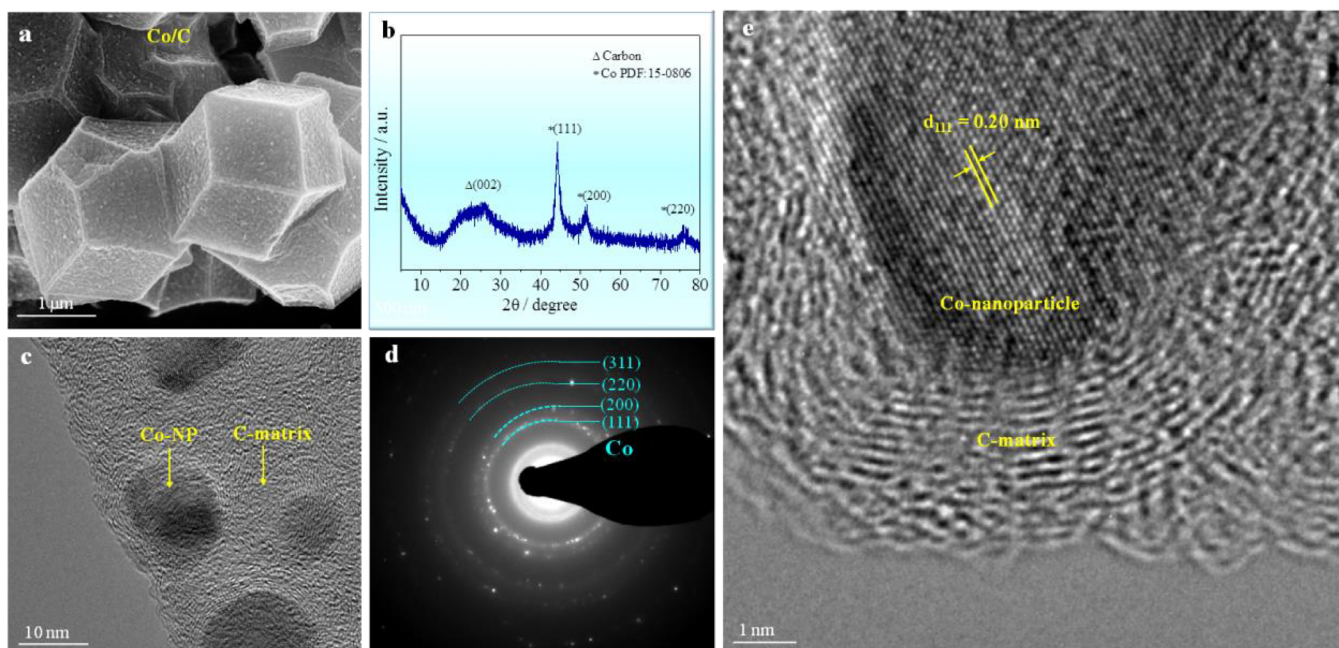 a
Co/C
1 μm
b
Δ Carbon
*Co PDF: 15-0806
*(111)
Δ(002)
*(200)
*(220)
Intensity / a.u.
10 20 30 40 50 60 70 80
2θ / degree
c
Co-NP
C-matrix
10 nm
d
(311)
(220)
(200)
(111)
Co
e
d111 = 0.20 nm
Co-nanoparticle
C-matrix
1 nm